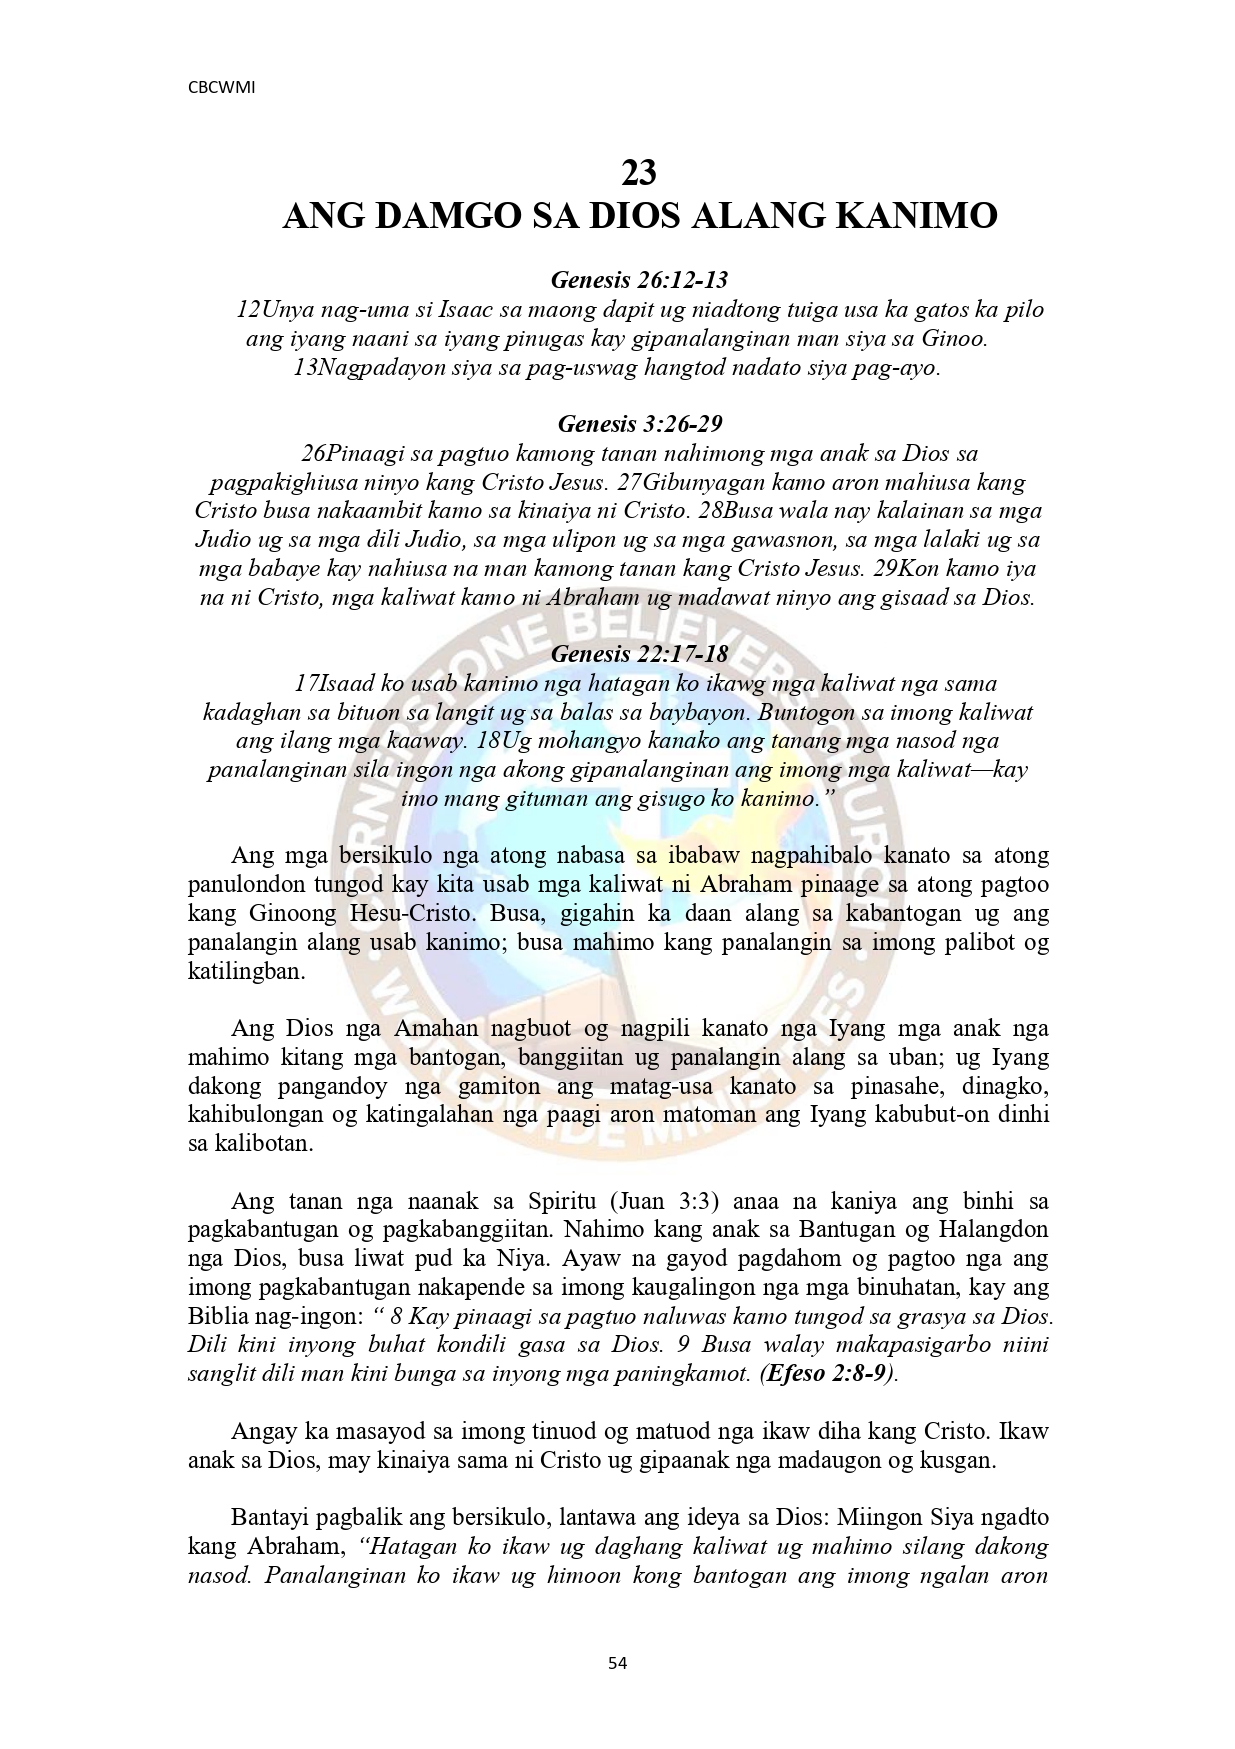 CBCWMI
23
ANG DAMGO SA DIOS ALANG KANIMO
Genesis 26:12-13
12Unya nag-uma si Isaac sa maong dapit ug niadtong tuiga usa ka gatos ka pilo
ang iyang naani sa iyang pinugas kay gipanalanginan man siya sa Ginoo.
13Nagpadayon siya sa pag-uswag hangtod nadato siya pag-ayo.
Genesis 3:26-29
26Pinaagi sa pagtuo kamong tanan nahimong mga anak sa Dios sa
pagpakighiusa ninyo kang Cristo Jesus. 27Gibunyagan kamo aron mahiusa kang
Cristo busa nakaambit kamo sa kinaiya ni Cristo. 28Busa wala nay kalainan sa mga
Judio ug sa mga dili Judio, sa mga ulipon ug sa mga gawasnon, sa mga lalaki ug sa
mga babaye kay nahiusa na man kamong tanan kang Cristo Jesus. 29Kon kamo iya
na ni Cristo, mga kaliwat kamo ni Abraham ug madawat ninyo ang gisaad sa Dios.
Genesis 22:17-18
17Isaad ko usab kanimo nga hatagan ko ikawg mga kaliwat nga sama
kadaghan sa bituon sa langit ug sa balas sa baybayon. Buntogon sa imong kaliwat
ang ilang mga kaaway. 18Ug mohangyo kanako ang tanang mga nasod nga
panalanginan sila ingon nga akong gipanalanginan ang imong mga kaliwat—kay
imo mang gituman ang gisugo ko kanimo.”
Ang mga bersikulo nga atong nabasa sa ibabaw nagpahibalo kanato sa atong
panulondon tungod kay kita usab mga kaliwat ni Abraham pinaage sa atong pagtoo
kang Ginoong Hesu-Cristo. Busa, gigahin ka daan alang sa kabantogan ug ang
panalangin alang usab kanimo; busa mahimo kang panalangin sa imong palibot og
katilingban.
Ang Dios nga Amahan nagbuot og nagpili kanato nga Iyang mga anak nga
mahimo kitang mga bantogan, banggiitan ug panalangin alang sa uban; ug Iyang
dakong pangandoy nga gamiton ang matag-usa kanato sa pinasahe, dinagko,
kahibulongan og katingalahan nga paagi aron matoman ang Iyang kabubut-on dinhi
sa kalibotan.
Ang tanan nga naanak sa Spiritu (Juan 3:3) anaa na kaniya ang binhi sa
pagkabantugan og pagkabanggiitan. Nahimo kang anak sa Bantugan og Halangdon
nga Dios, busa liwat pud ka Niya. Ayaw na gayod pagdahom og pagtoo nga ang
imong pagkabantugan nakapende sa imong kaugalingon nga mga binuhatan, kay ang
Biblia nag-ingon: “ 8 Kay pinaagi sa pagtuo naluwas kamo tungod sa grasya sa Dios.
Dili kini inyong buhat kondili gasa sa Dios. 9 Busa walay makapasigarbo niini
sanglit dili man kini bunga sa inyong mga paningkamot. (Efeso 2:8-9).
Angay ka masayod sa imong tinuod og matuod nga ikaw diha kang Cristo. Ikaw
anak sa Dios, may kinaiya sama ni Cristo ug gipaanak nga madaugon og kusgan.
Bantayi pagbalik ang bersikulo, lantawa ang ideya sa Dios: Miingon Siya ngadto
kang Abraham, “Hatagan ko ikaw ug daghang kaliwat ug mahimo silang dakong
nasod. Panalanginan ko ikaw ug himoon kong bantogan ang imong ngalan aron
54
CORNERSTONE BELIEVERS CHURCH
WORLDWIDE MINISTRIES